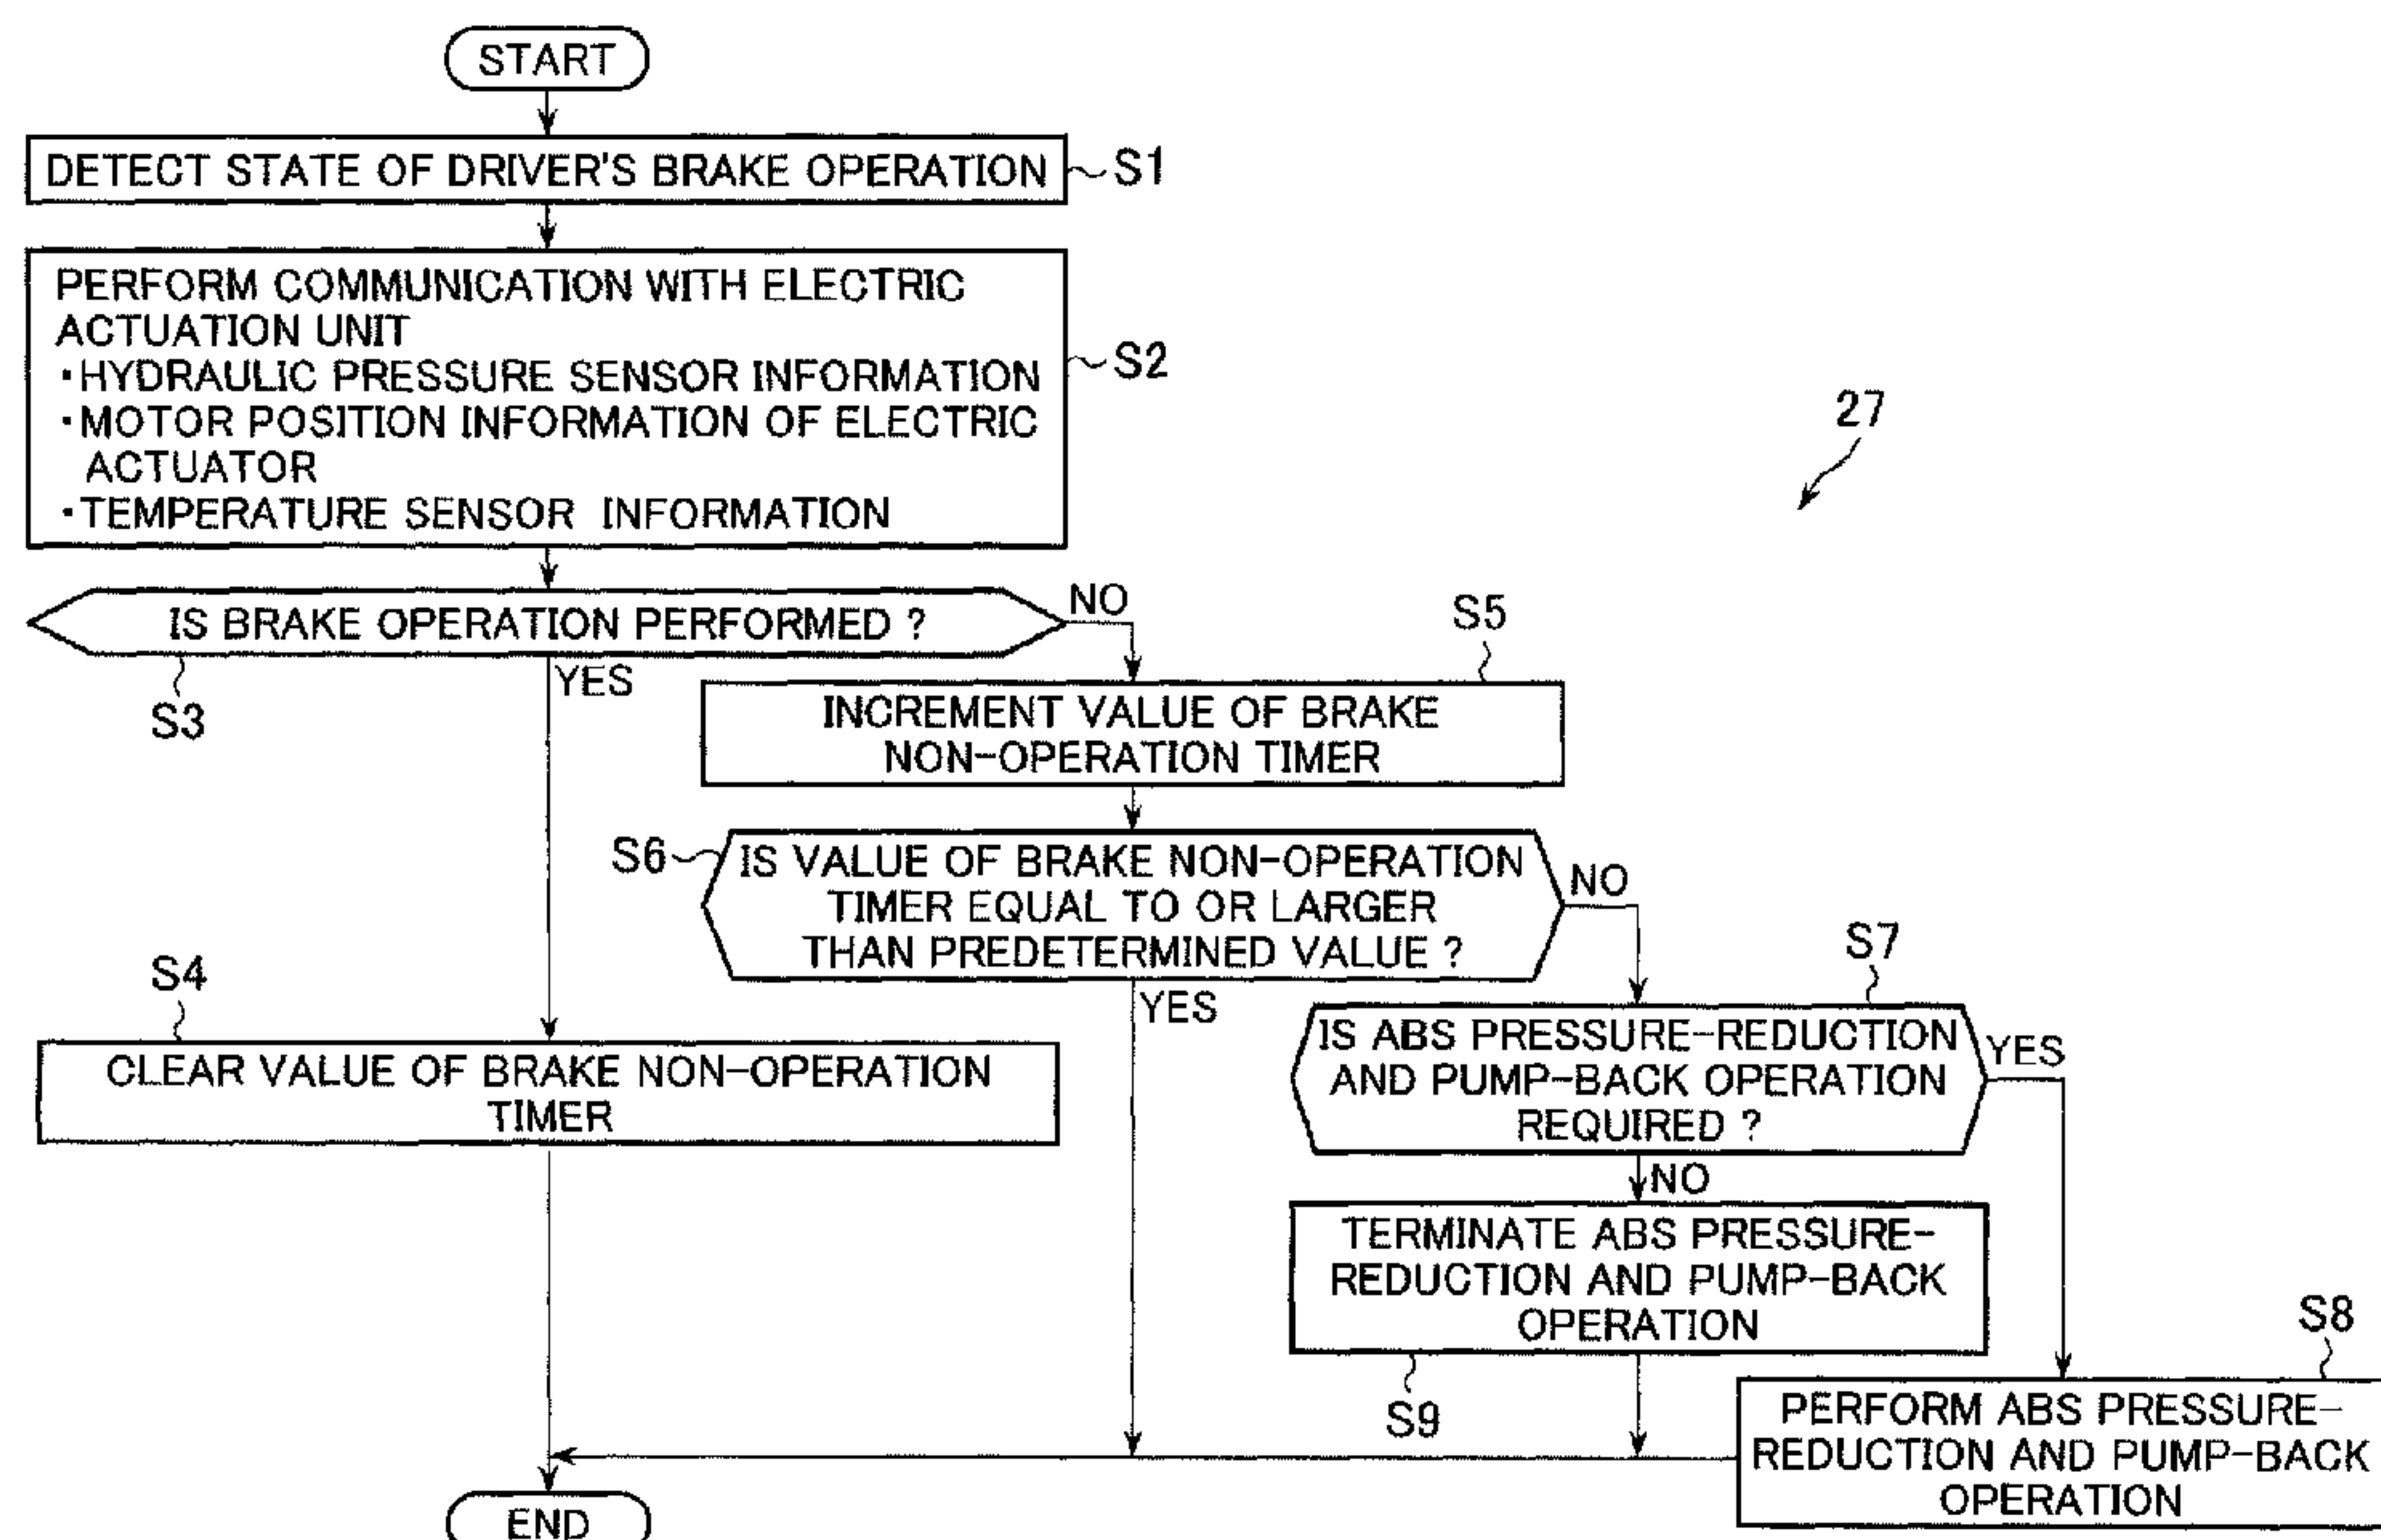 START
DETECT STATE OF DRIVER'S BRAKE OPERATION
S1
PERFORM COMMUNICATION WITH ELECTRIC
ACTUATION UNIT
・HYDRAULIC PRESSURE SENSOR INFORMATION
・MOTOR POSITION INFORMATION OF ELECTRIC
ACTUATOR
・TEMPERATURE SENSOR INFORMATION
S2
27
IS BRAKE OPERATION PERFORMED ?
NO
YES
S3
S5
INCREMENT VALUE OF BRAKE
NON-OPERATION TIMER
S6
IS VALUE OF BRAKE NON-OPERATION
TIMER EQUAL TO OR LARGER
THAN PREDETERMINED VALUE ?
NO
YES
S4
CLEAR VALUE OF BRAKE NON-OPERATION
TIMER
S7
IS ABS PRESSURE-REDUCTION
AND PUMP-BACK OPERATION
REQUIRED ?
YES
NO
TERMINATE ABS PRESSURE-
REDUCTION AND PUMP-BACK
OPERATION
S9
S8
PERFORM ABS PRESSURE-
REDUCTION AND PUMP-BACK
OPERATION
END